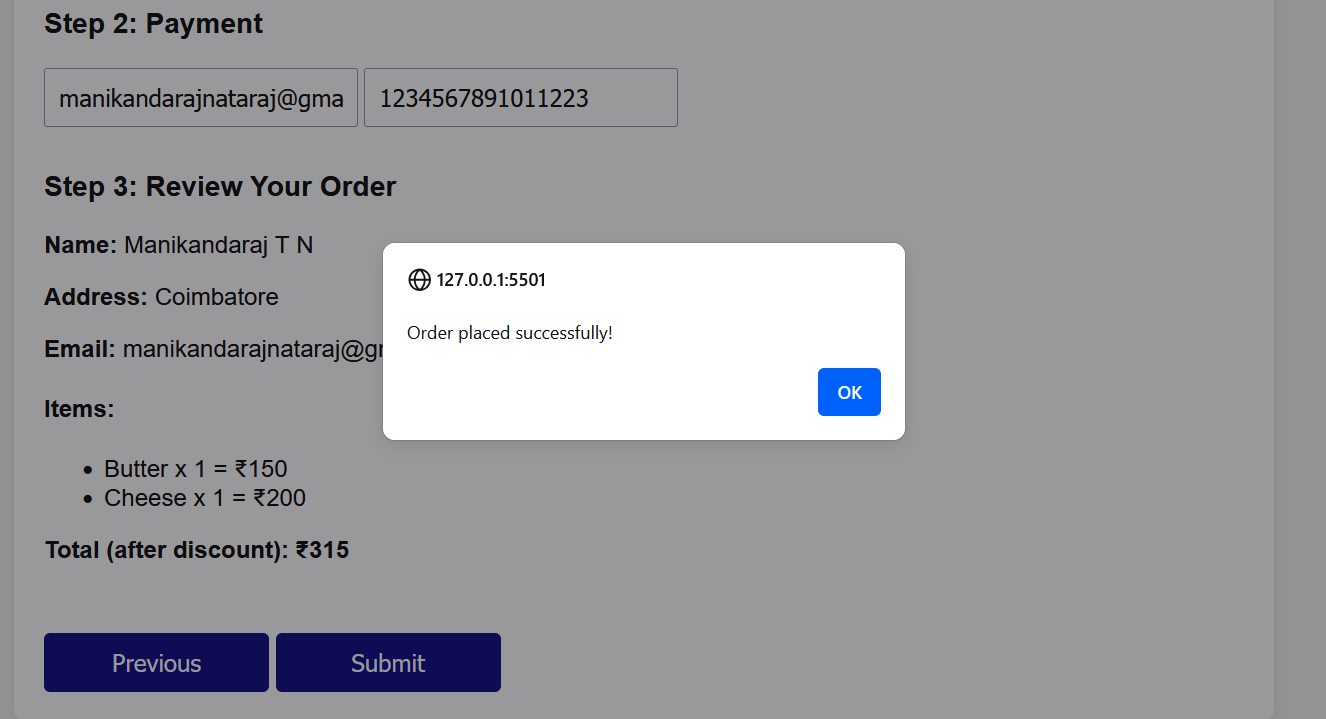 Step 2: Payment
manikandarajnataraj@gma 1234567891011223
Step 3: Review Your Order
Name: Manikandaraj T N
Address: Coimbatore
Email: manikandarajnataraj@gr
Items:
Butter x 1 = ₹150
Cheese x 1 = ₹200
Total (after discount): ₹315
Previous Submit
127.0.0.1:5501
Order placed successfully!
OK